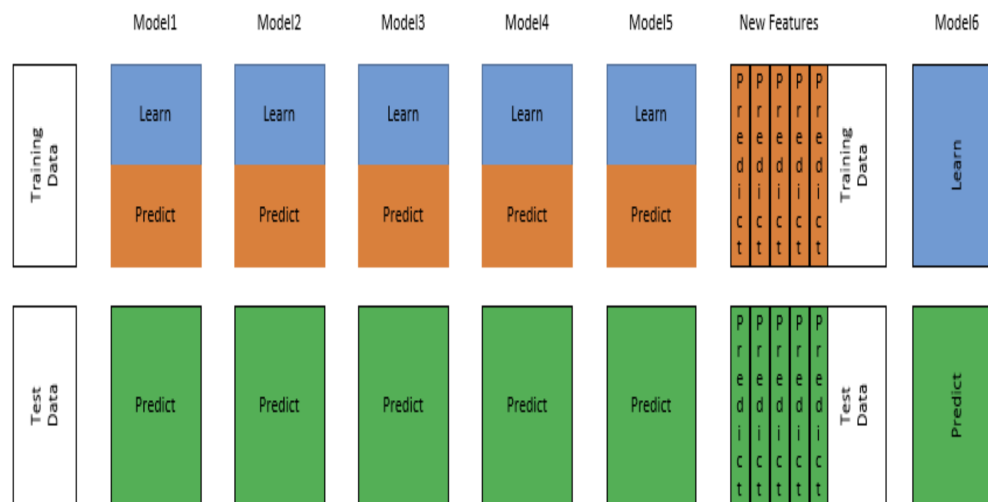 Model1 Model2 Model3 Model4 Model5 New Features Model6
Training
Data
Learn Learn Learn Learn Learn
Predict Predict Predict Predict Predict
Predict Predict Predict Predict Predict
Training
Data
Learn
Test
Data
Predict Predict Predict Predict Predict
Predict Predict Predict Predict Predict
Test
Data
Predict